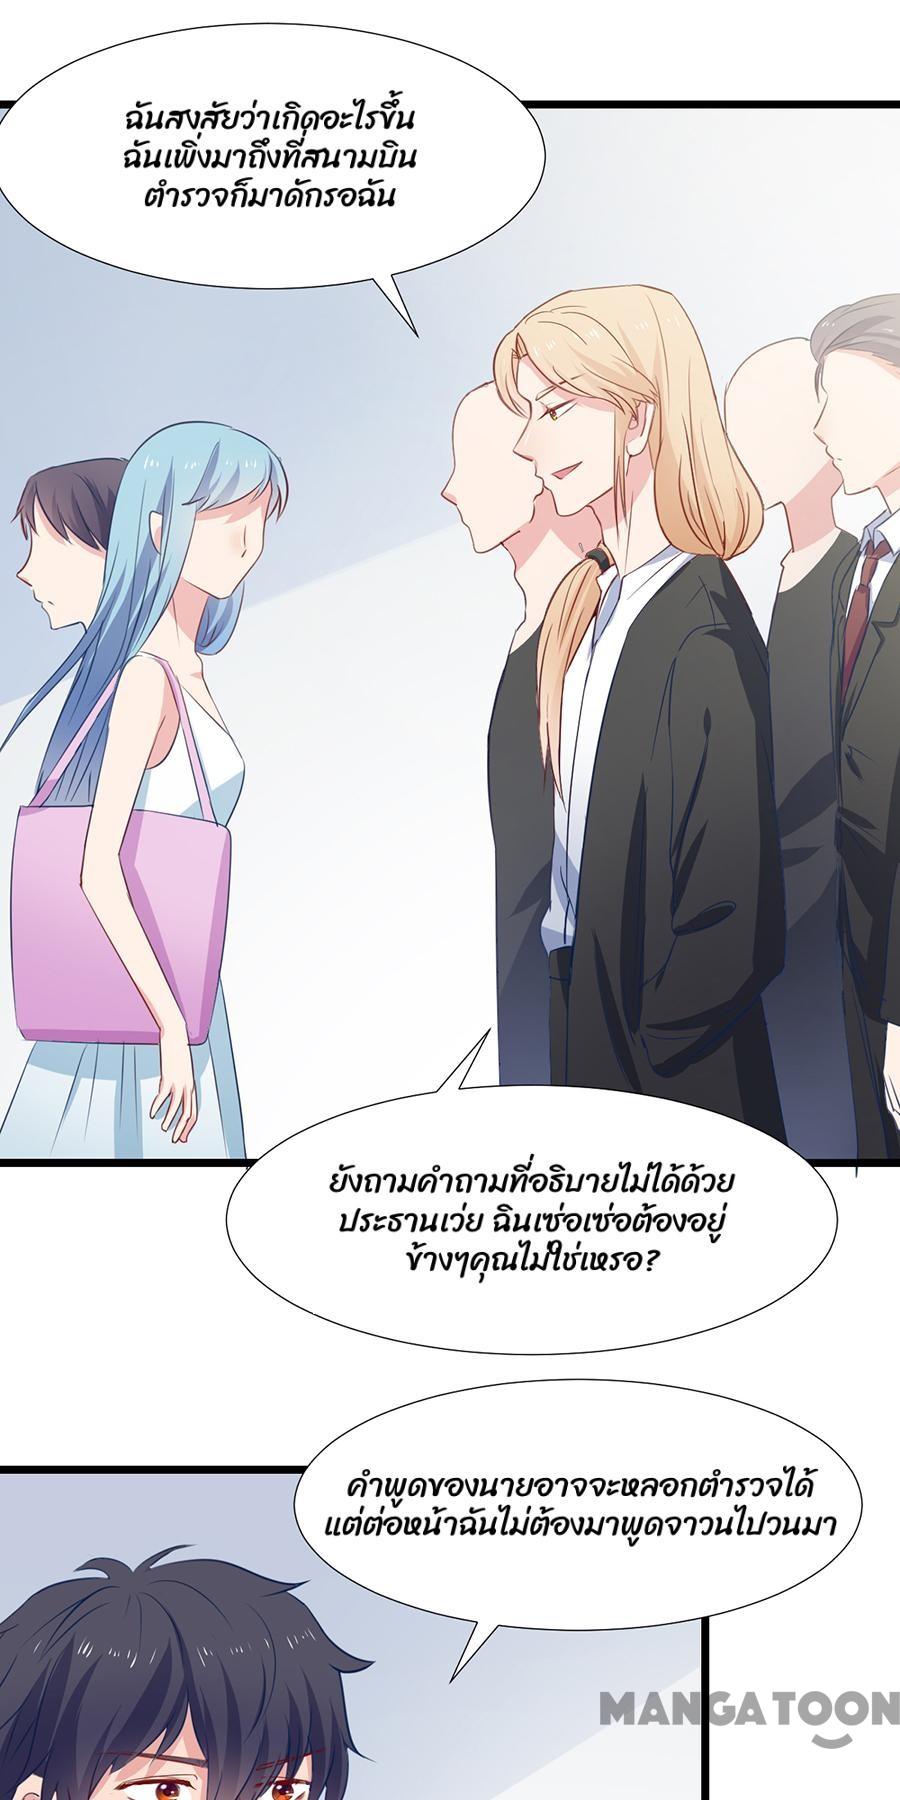 ฉันสงสัยว่าเกิดอะไรขึ้น
ฉันเพิ่งมาถึงที่สนามบิน
ตำรวจก็มาดักรอฉัน
ยังถามคำถามที่อธิบายไม่ได้ด้วย
ประธานเว่ย ฉินเซ่อเซ่อต้องอยู่
ข้างๆคุณไม่ใช่เหรอ?
คำพูดของนายอาจจะหลอกตำรวจได้
แต่ต่อหน้าฉันไม่ต้องมาพูดจาวนไปวนมา
MANGATOON